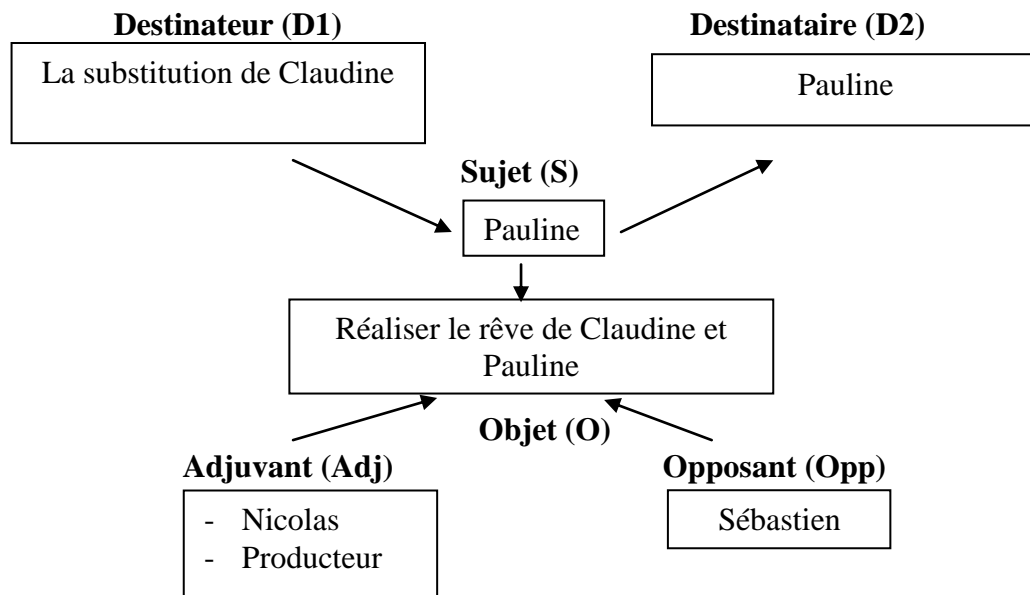 Destinateur (D1)
Destinataire (D2)
La substitution de Claudine
Pauline
Sujet (S)
Pauline
Réaliser le rêve de Claudine et
Pauline
Objet (O)
Adjuvant (Adj)
Opposant (Opp)
- Nicolas
- Producteur
Sébastien